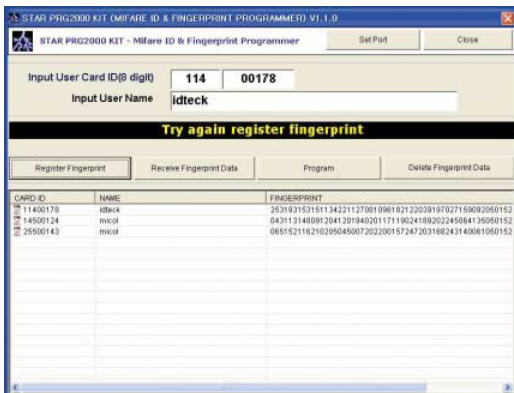 STAR PRG2000 KIT (MIFARE ID & FINGERPRINT PROGRAMMER) V1.1.0
STAR PRG2000 KIT - Mifare ID & Fingerprint Programmer Set Port Close
Input User Card ID(8 digit) 114 00178
Input User Name idteck
Try again register fingerprint
Register Fingerprint Receive Fingerprint Data Program Delete Fingerprint Data
CARD ID NAME FINGERPRINT
11400178 idteck
14500124 micol
25500143 micol